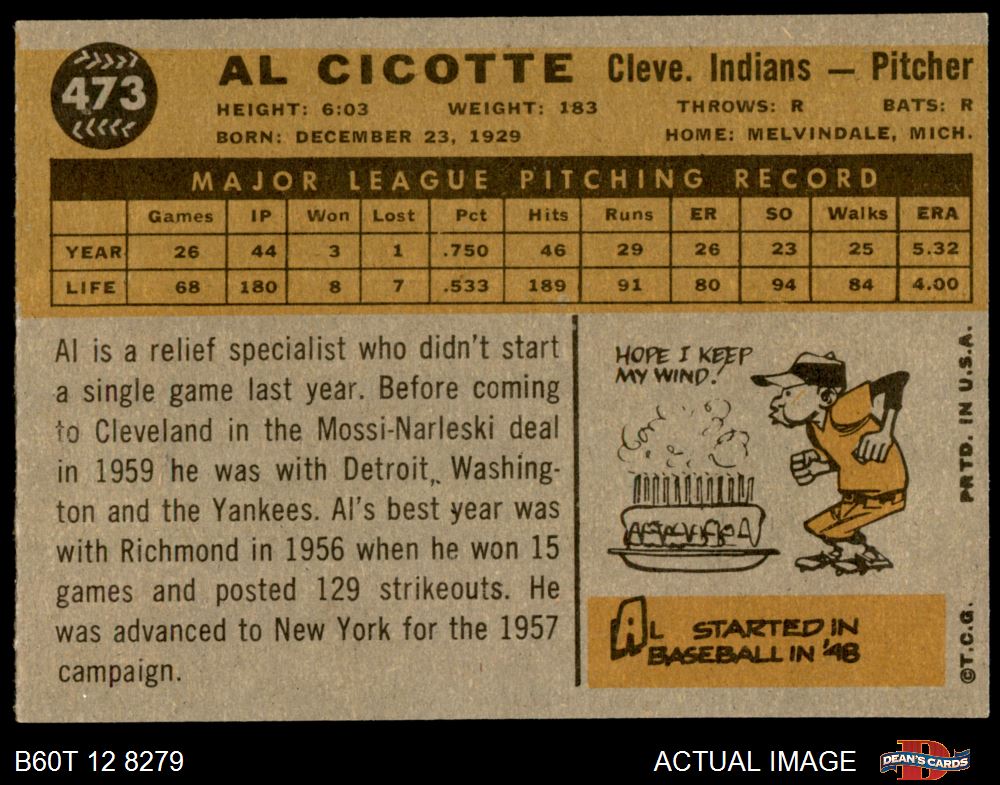 473
AL CICOTTE Cleve. Indians — Pitcher
HEIGHT: 6:03 WEIGHT: 183 THROWS: R BATS: R
BORN: DECEMBER 23, 1929 HOME: MELVINDALE, MICH.
MAJOR LEAGUE PITCHING RECORD
Games IP Won Lost Pct Hits Runs ER SO Walks ERA
YEAR 26 44 3 1 .750 46 29 26 23 25 5.32
LIFE 68 180 8 7 .533 189 91 80 94 84 4.00
Al is a relief specialist who didn't start
a single game last year. Before coming
to Cleveland in the Mossi-Narleski deal
in 1959 he was with Detroit, Washing-
ton and the Yankees. Al's best year was
with Richmond in 1956 when he won 15
games and posted 129 strikeouts. He
was advanced to New York for the 1957
campaign.
HOPE I KEEP
MY WIND!
AL STARTED IN
BASEBALL IN '48
©T.C.G. PRTD. IN U.S.A.
B60T 12 8279 ACTUAL IMAGE DEAN'S CARDS